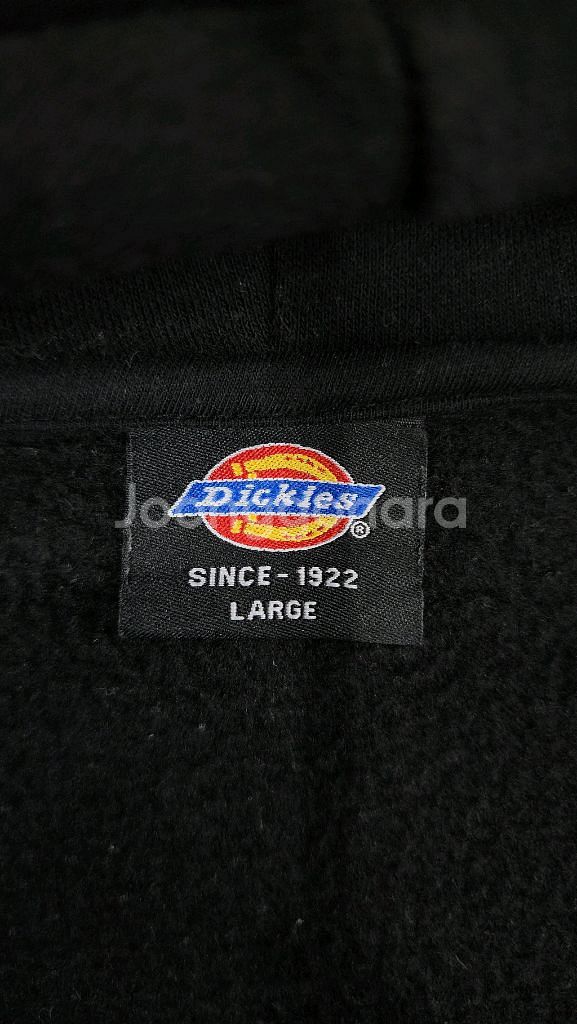 Dickies
®
SINCE - 1922
LARGE